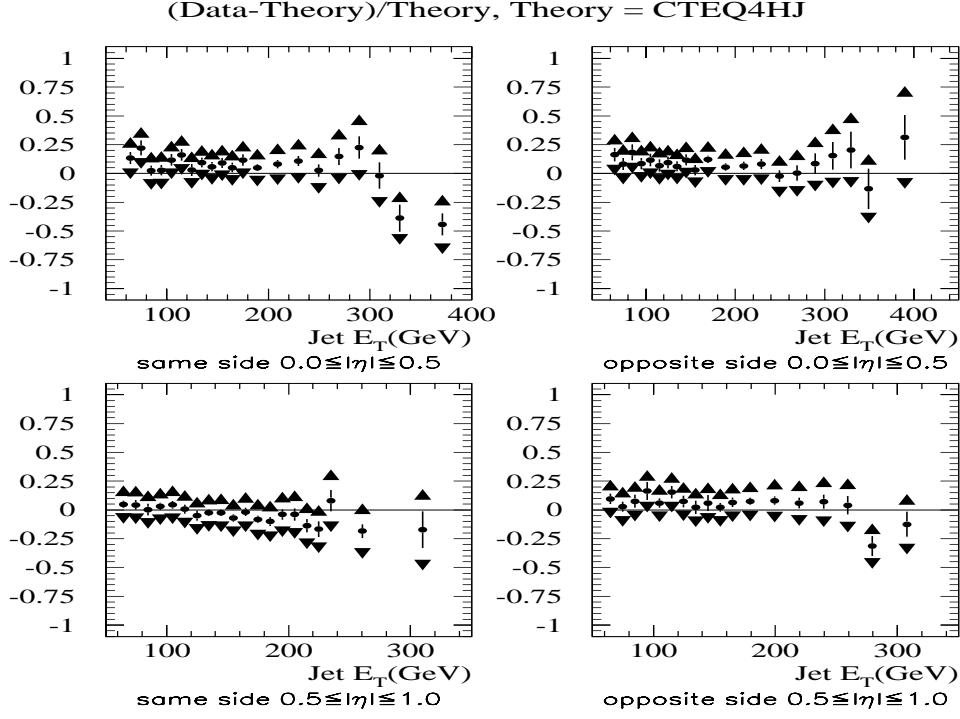 (Data-Theory)/Theory, Theory = CTEQ4HJ
1
0.75
0.5
0.25
0
-0.25
-0.5
-0.75
-1
100 200 300 400
Jet E_T(GeV)
same side 0.0≦|η|≦0.5
1
0.75
0.5
0.25
0
-0.25
-0.5
-0.75
-1
100 200 300 400
Jet E_T(GeV)
opposite side 0.0≦|η|≦0.5
1
0.75
0.5
0.25
0
-0.25
-0.5
-0.75
-1
100 200 300
Jet E_T(GeV)
same side 0.5≦|η|≦1.0
1
0.75
0.5
0.25
0
-0.25
-0.5
-0.75
-1
100 200 300
Jet E_T(GeV)
opposite side 0.5≦|η|≦1.0